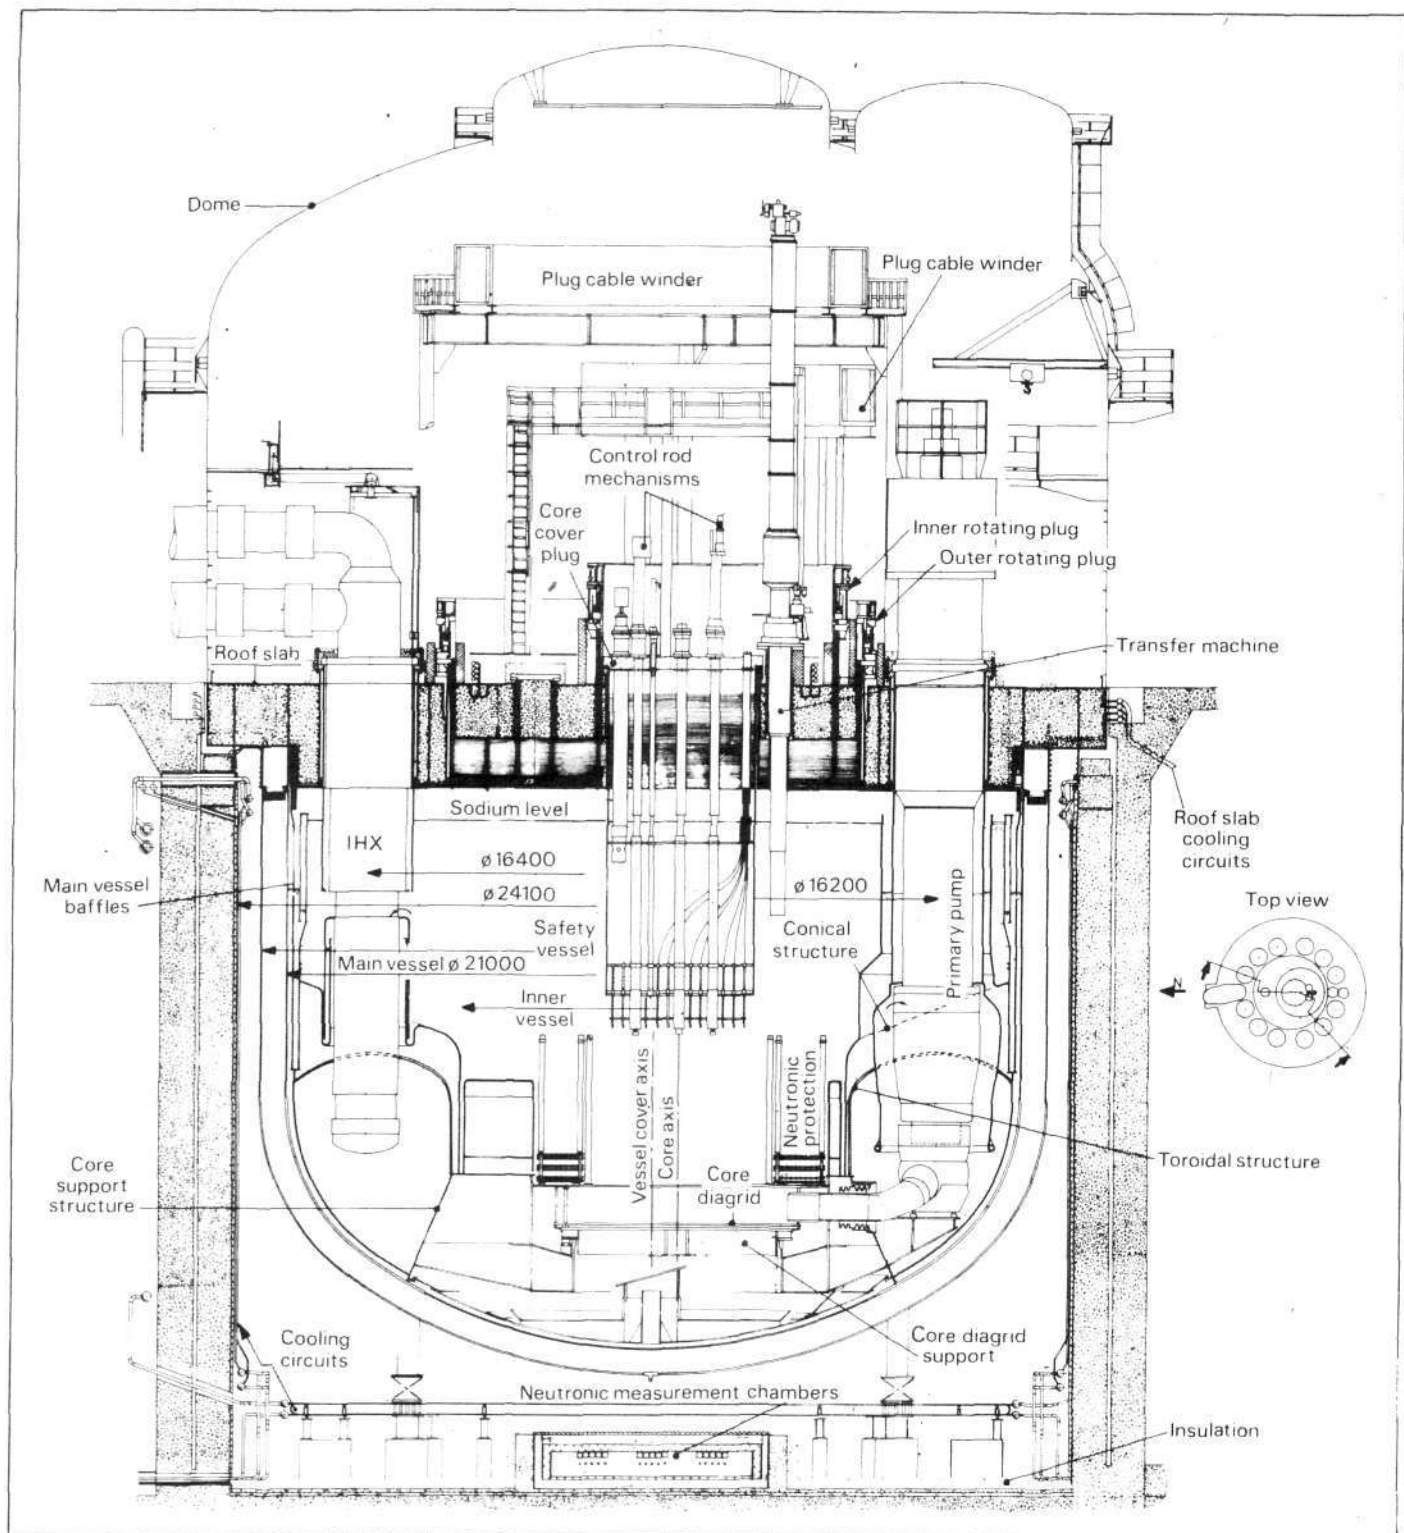 Dome
Plug cable winder
Plug cable winder
Control rod
mechanisms
Core
cover
plug
Inner rotating plug
Outer rotating plug
Roof slab
Transfer machine
Sodium level
Roof slab
cooling
circuits
IHX
ø16400
ø24100
ø16200
Main vessel
baffles
Top view
Safety
vessel
Conical
structure
Main vessel ø 21000
Primary pump
N
Inner
vessel
Vessel cover axis
Core axis
Neutronic
protection
Core
support
structure
Core
diagrid
Toroidal structure
Cooling
circuits
Core diagrid
support
Neutronic measurement chambers
Insulation